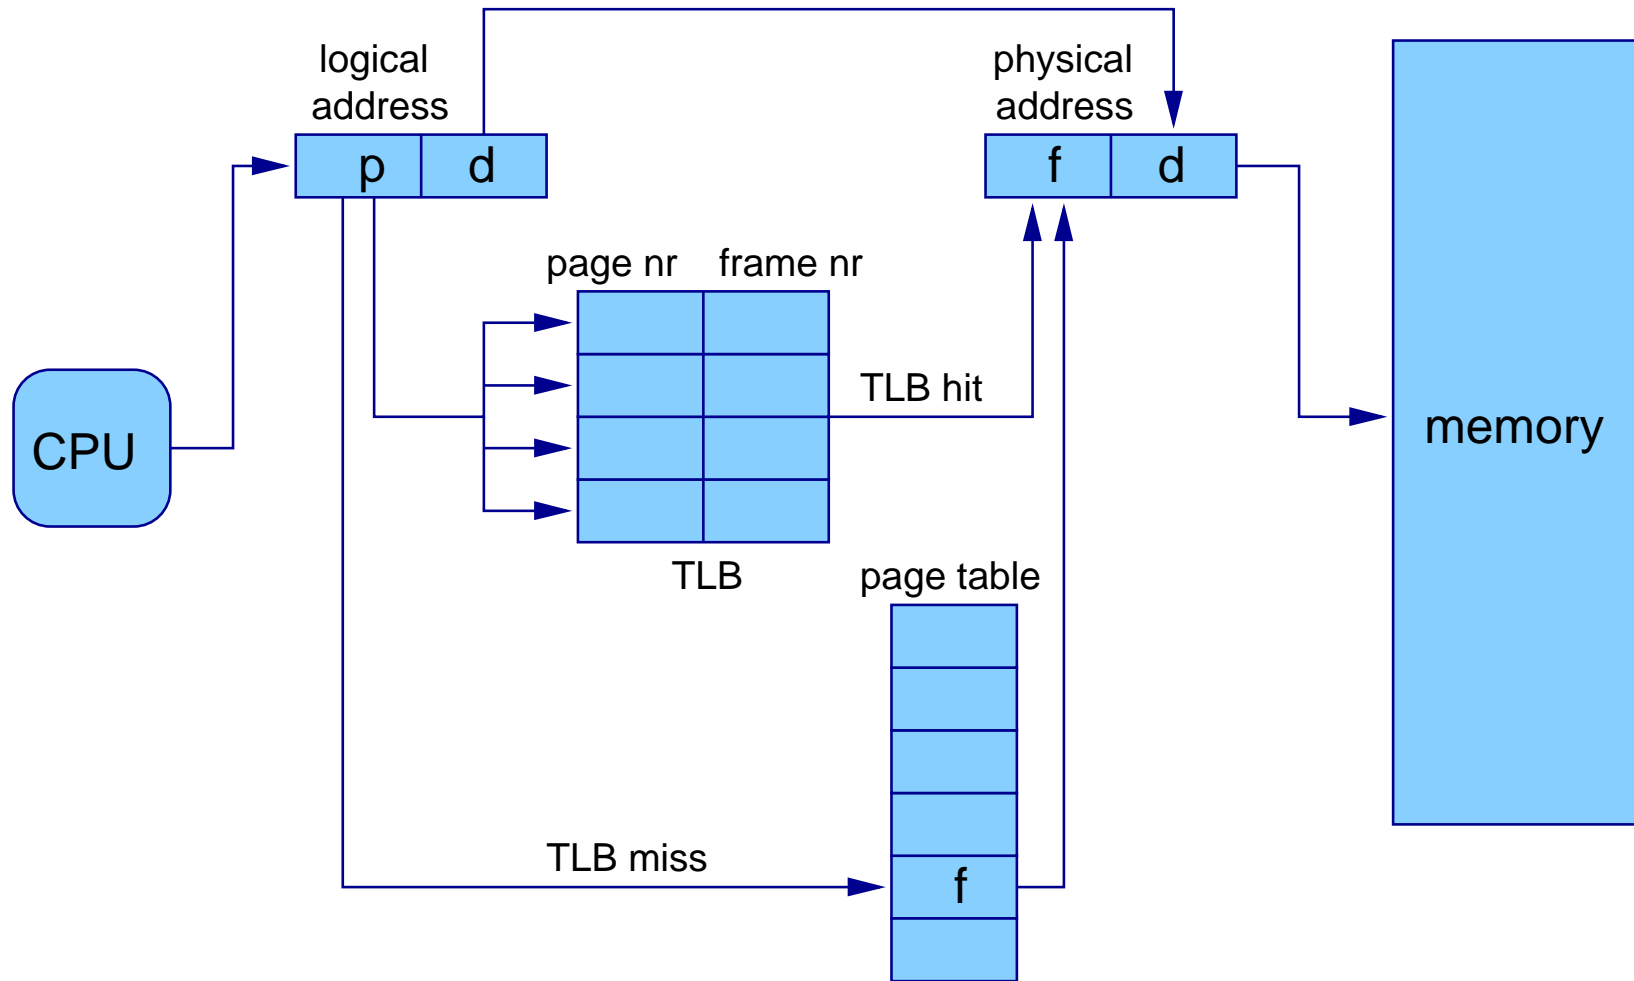 logical
address
physical
address
p
d
f
d
page nr
frame nr
TLB hit
CPU
memory
TLB
page table
TLB miss
f